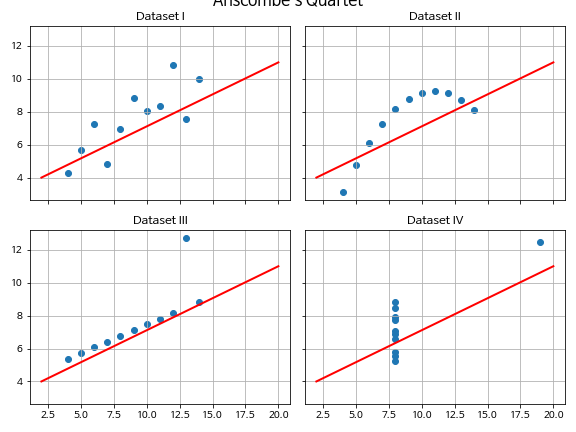 Anscombe's Quartet
Dataset I
Dataset II
12
10
8
6
4
Dataset III
Dataset IV
12
10
8
6
4
2.5 5.0 7.5 10.0 12.5 15.0 17.5 20.0
2.5 5.0 7.5 10.0 12.5 15.0 17.5 20.0